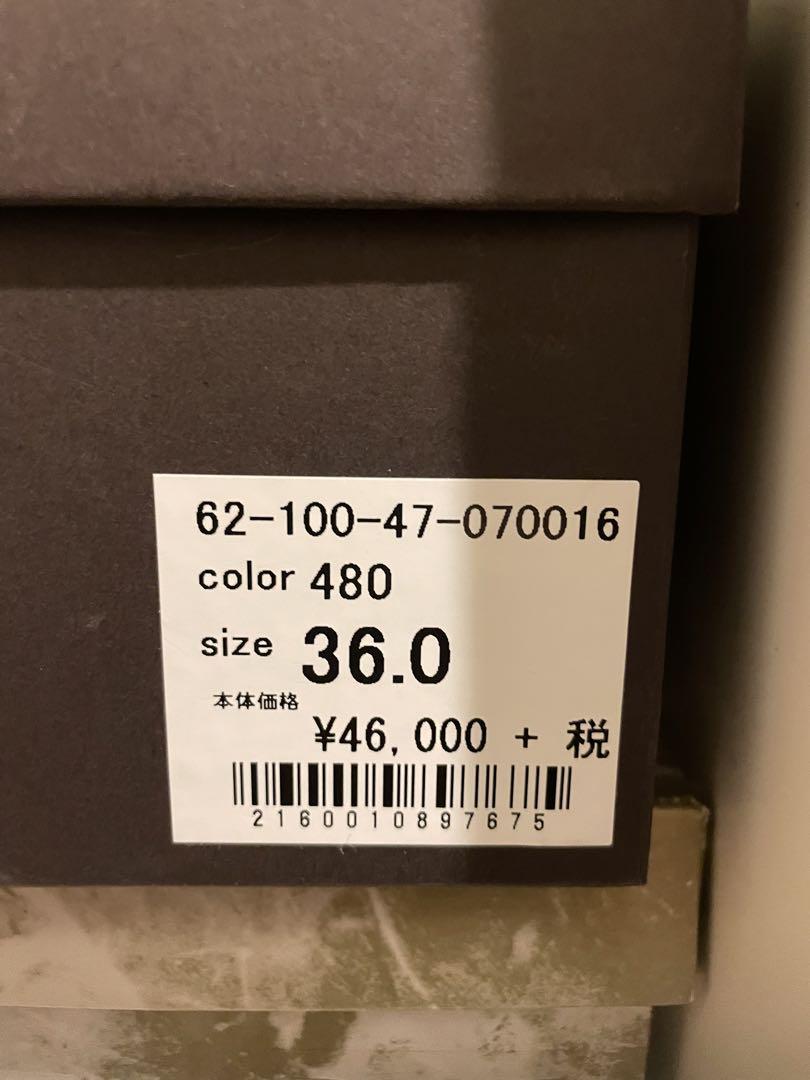 62-100-47-070016
color 480
size 36.0
本体価格
¥46,000 + 税
2160010897675